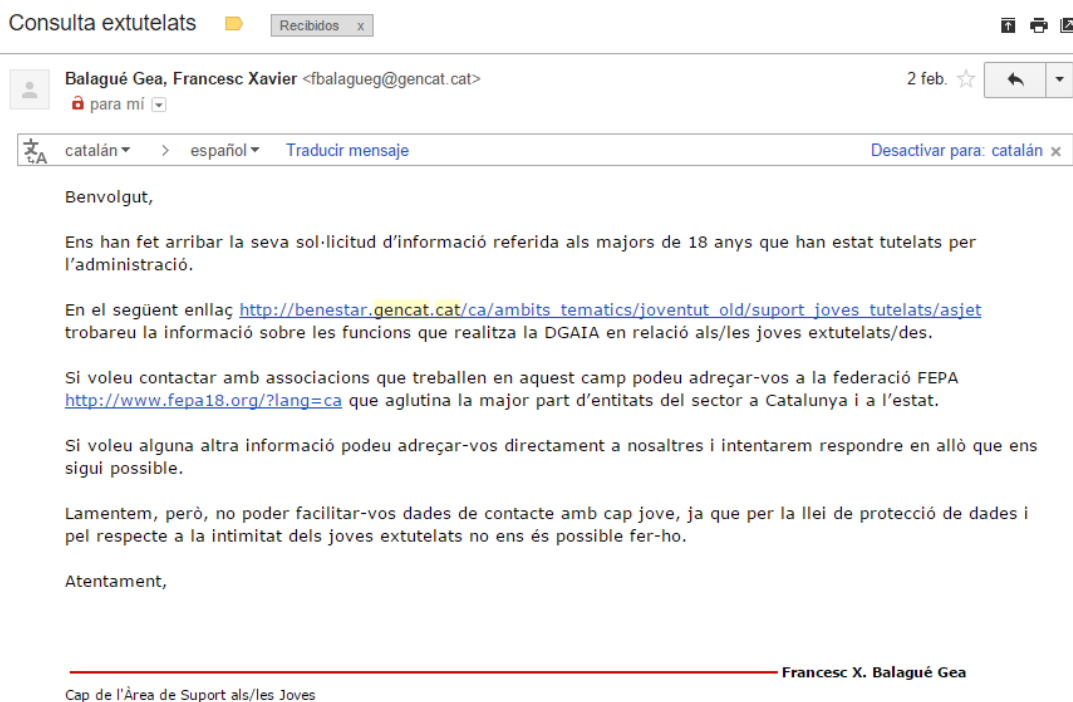 Consulta extutelats
Recibidos x
Balagué Gea, Francesc Xavier <fbalagueg@gencat.cat>
2 feb.
para mí
catalán > español Traducir mensaje
Desactivar para: catalán x
Benvolgut,
Ens han fet arribar la seva sol·licitud d'informació referida als majors de 18 anys que han estat tutelats per
l'administració.
En el següent enllaç http://benestar.gencat.cat/ca/ambits_tematics/joventut_old/suport_joves_tutelats/asjet
trobareu la informació sobre les funcions que realitza la DGAIA en relació als/les joves extutelats/des.
Si voleu contactar amb associacions que treballen en aquest camp podeu adreçar-vos a la federació FEPA
http://www.fepa18.org/?lang=ca que aglutina la major part d'entitats del sector a Catalunya i a l'estat.
Si voleu alguna altra informació podeu adreçar-vos directament a nosaltres i intentarem respondre en allò que ens
sigui possible.
Lamentem, però, no poder facilitar-vos dades de contacte amb cap jove, ja que per la llei de protecció de dades i
pel respecte a la intimitat dels joves extutelats no ens és possible fer-ho.
Atentament,
Francesc X. Balagué Gea
Cap de l'Àrea de Suport als/les Joves